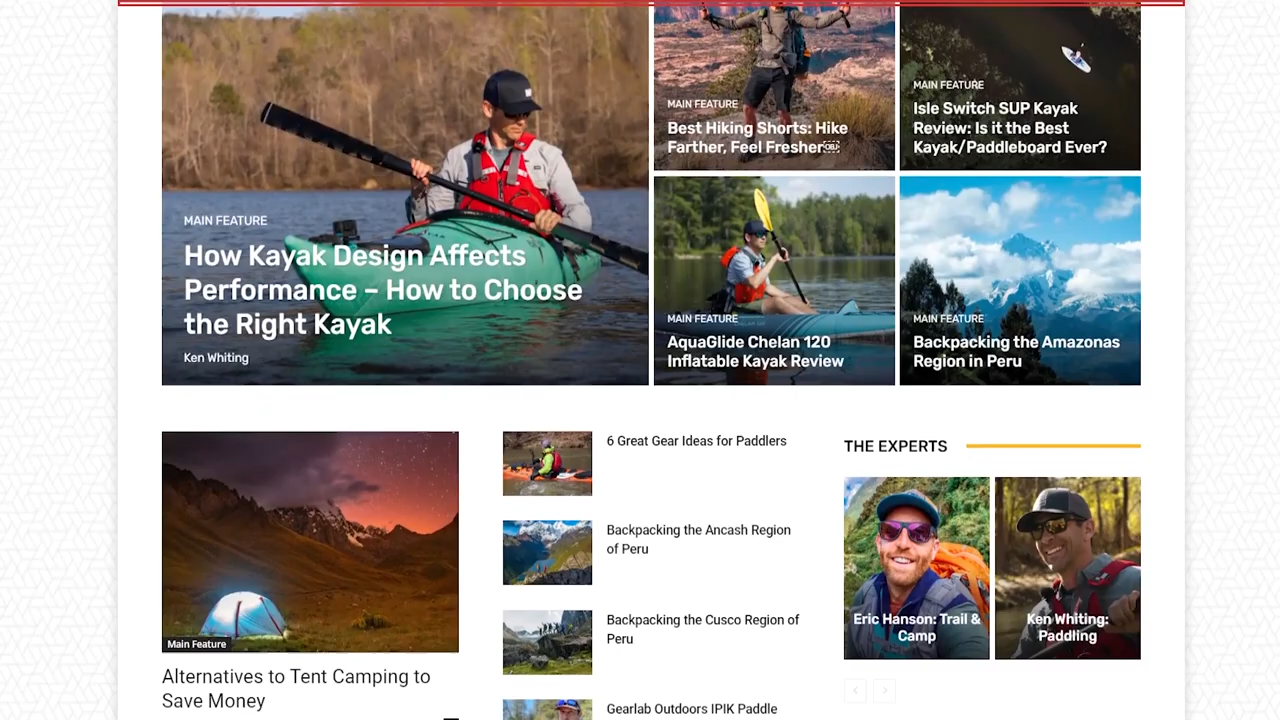 MAIN FEATURE
How Kayak Design Affects
Performance – How to Choose
the Right Kayak
Ken Whiting
MAIN FEATURE
Best Hiking Shorts: Hike
Farther, Feel Fresher￼
MAIN FEATURE
Isle Switch SUP Kayak
Review: Is it the Best
Kayak/Paddleboard Ever?
MAIN FEATURE
AquaGlide Chelan 120
Inflatable Kayak Review
MAIN FEATURE
Backpacking the Amazonas
Region in Peru
Main Feature
Alternatives to Tent Camping to
Save Money
6 Great Gear Ideas for Paddlers
Backpacking the Ancash Region
of Peru
Backpacking the Cusco Region of
Peru
Gearlab Outdoors IPIK Paddle
THE EXPERTS
Eric Hanson: Trail &
Camp
Ken Whiting:
Paddling